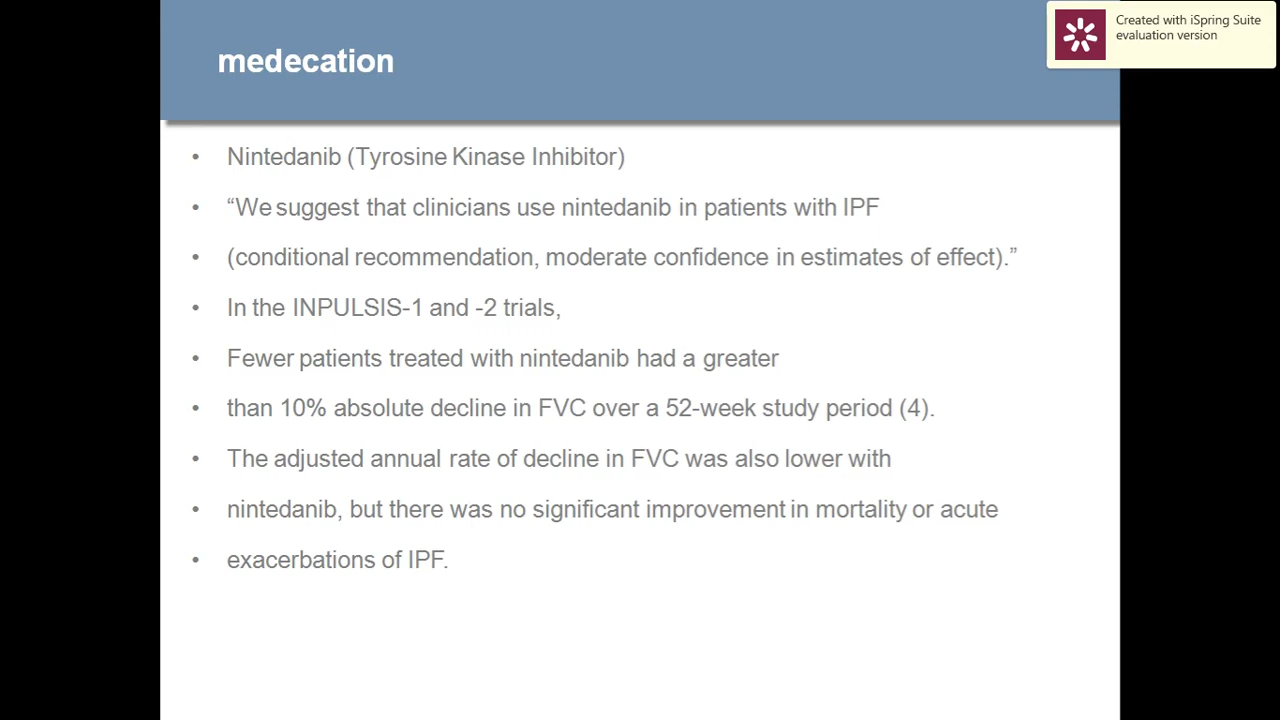 medecation
Created with iSpring Suite
evaluation version
• Nintedanib (Tyrosine Kinase Inhibitor)
• “We suggest that clinicians use nintedanib in patients with IPF
• (conditional recommendation, moderate confidence in estimates of effect).”
• In the INPULSIS-1 and -2 trials,
• Fewer patients treated with nintedanib had a greater
• than 10% absolute decline in FVC over a 52-week study period (4).
• The adjusted annual rate of decline in FVC was also lower with
• nintedanib, but there was no significant improvement in mortality or acute
• exacerbations of IPF.